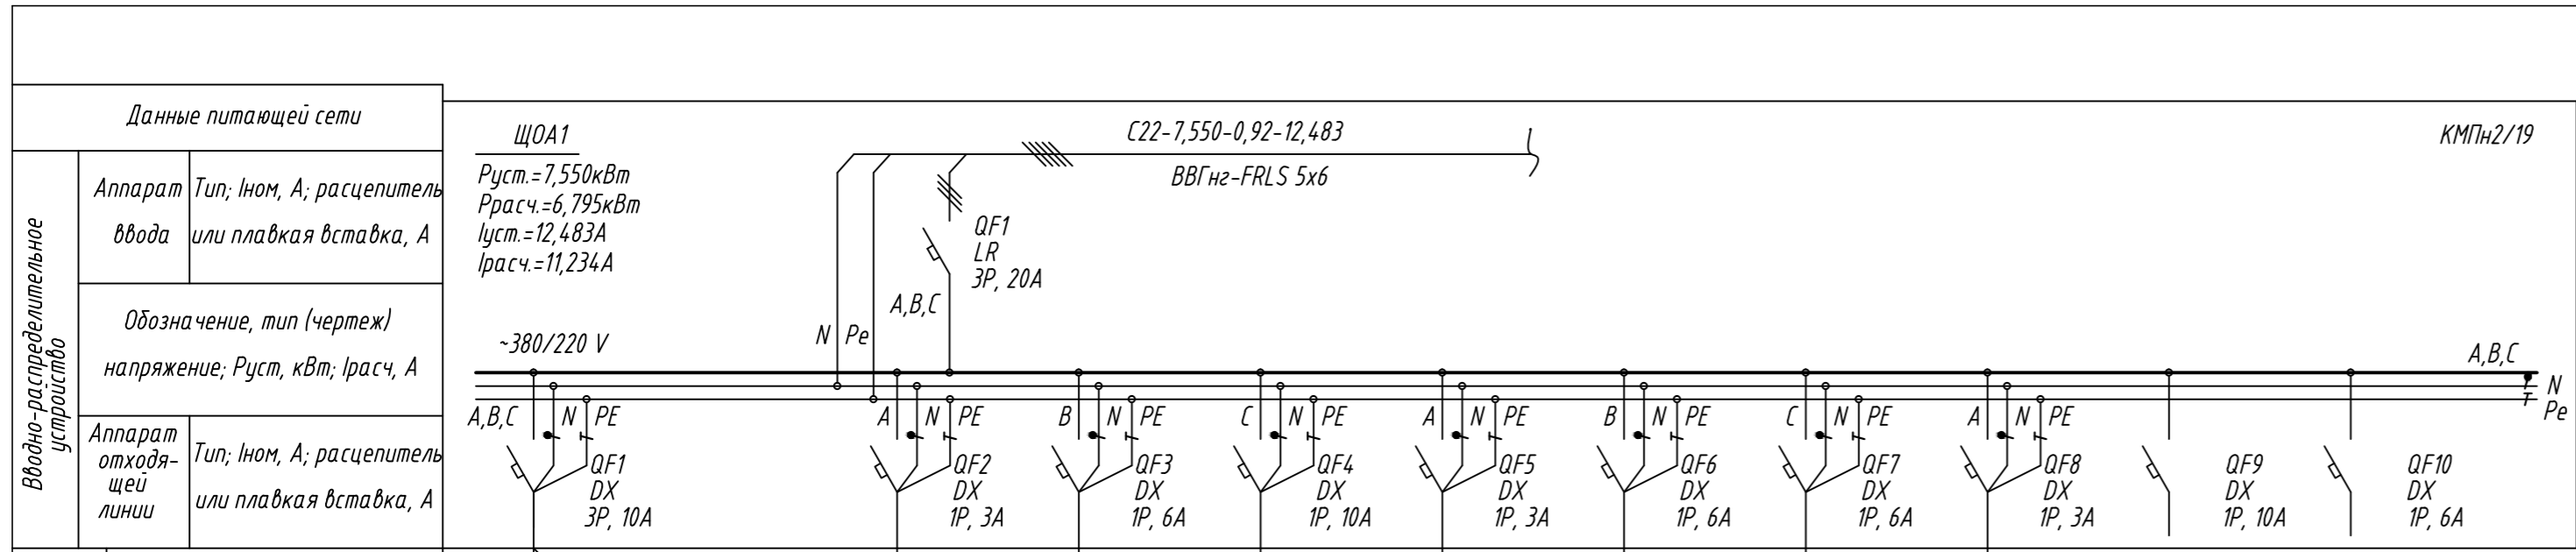 Данные питающей сети
Вводно-распределительное
устройство
Аппарат
ввода
Тип; Iном, А; расцепитель
или плавкая вставка, А
Обозначение, тип (чертеж)
напряжение; Руст, кВт; Iрасч, А
Аппарат
отходя-
щей
линии
Тип; Iном, А; расцепитель
или плавкая вставка, А
ЩОА1
Руст.=7,550кВт
Ррасч.=6,795кВт
Iуст.=12,483А
Iрасч.=11,234А
~380/220 V
С22-7,550-0,92-12,483
ВВГнг-FRLS 5х6
КМПн2/19
QF1
LR
3Р, 20А
A,B,C
N Pe
A,B,C
N
Pe
A,B,C N PE
QF1
DX
3Р, 10А
A N PE
QF2
DX
1Р, 3А
B N PE
QF3
DX
1Р, 6А
C N PE
QF4
DX
1Р, 10А
A N PE
QF5
DX
1Р, 3А
B N PE
QF6
DX
1Р, 6А
C N PE
QF7
DX
1Р, 6А
A N PE
QF8
DX
1Р, 3А
QF9
DX
1Р, 10А
QF10
DX
1Р, 6А